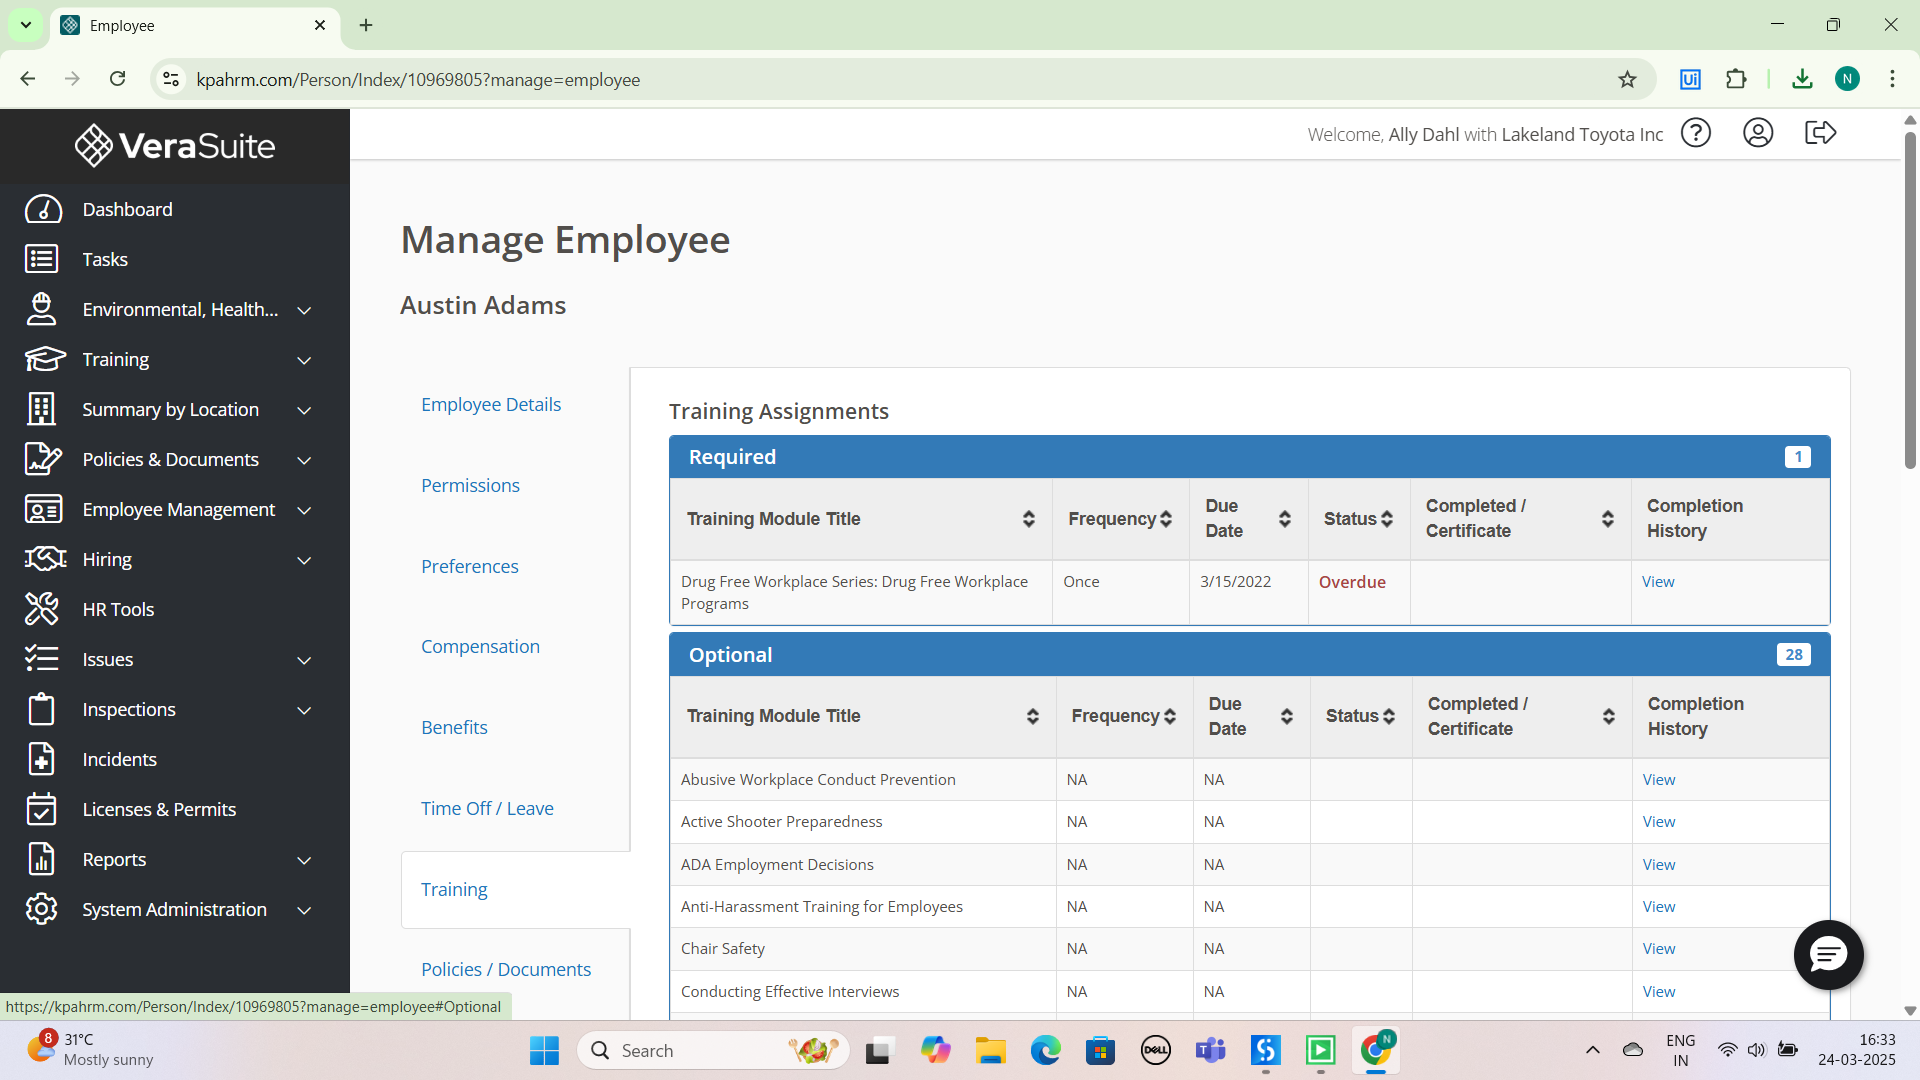 Employee
kpahrm.com/Person/Index/10969805?manage=employee
Ui
N
VeraSuite
Welcome, Ally Dahl with Lakeland Toyota Inc
?
Dashboard
Tasks
Environmental, Health...
Training
Summary by Location
Policies & Documents
Employee Management
Hiring
HR Tools
Issues
Inspections
Incidents
Licenses & Permits
Reports
System Administration
Manage Employee
Austin Adams
Employee Details
Permissions
Preferences
Compensation
Benefits
Time Off / Leave
Training
Policies / Documents
Training Assignments
Required 1
Training Module Title Frequency Due Date Status Completed / Certificate Completion History
Drug Free Workplace Series: Drug Free Workplace Programs Once 3/15/2022 Overdue View
Optional 28
Training Module Title Frequency Due Date Status Completed / Certificate Completion History
Abusive Workplace Conduct Prevention NA NA View
Active Shooter Preparedness NA NA View
ADA Employment Decisions NA NA View
Anti-Harassment Training for Employees NA NA View
Chair Safety NA NA View
Conducting Effective Interviews NA NA View
https://kpahrm.com/Person/Index/10969805?manage=employee#Optional
8
31°C
Mostly sunny
Search
DELL
T
N
ENG
IN
16:33
24-03-2025